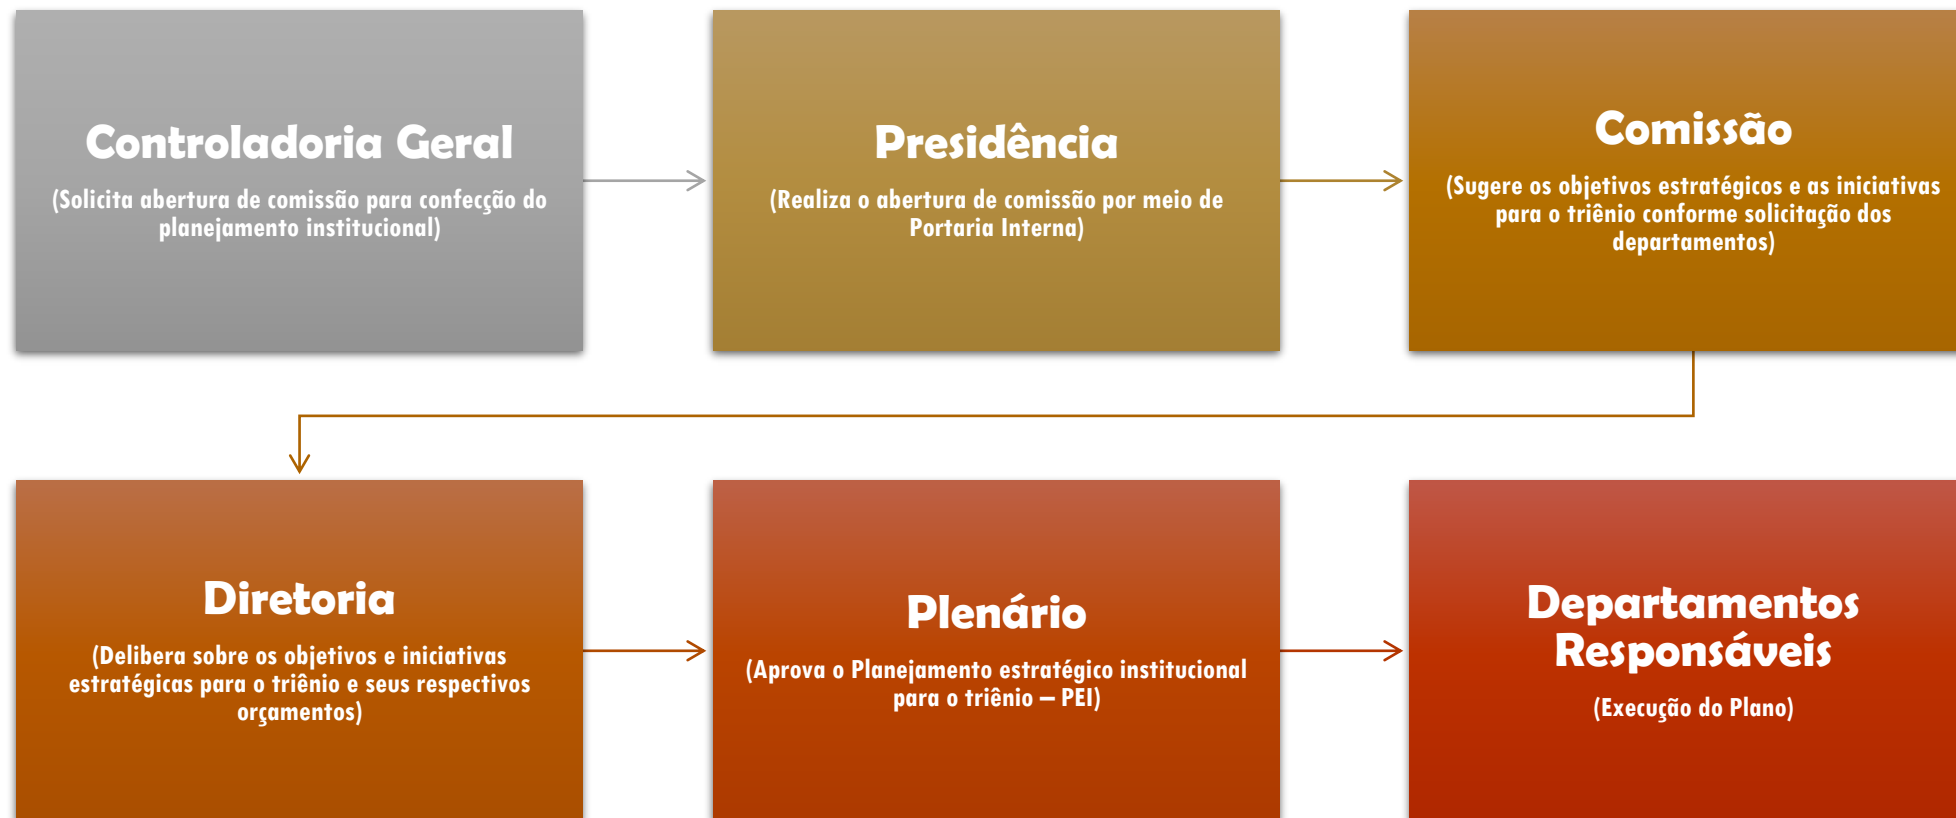 Controladoria Geral
(Solicita abertura de comissão para confecção do
planejamento institucional)
Presidência
(Realiza o abertura de comissão por meio de
Portaria Interna)
Comissão
(Sugere os objetivos estratégicos e as iniciativas
para o triênio conforme solicitação dos
departamentos)
Diretoria
(Delibera sobre os objetivos e iniciativas
estratégicas para o triênio e seus respectivos
orçamentos)
Plenário
(Aprova o Planejamento estratégico institucional
para o triênio – PEI)
Departamentos
Responsáveis
(Execução do Plano)